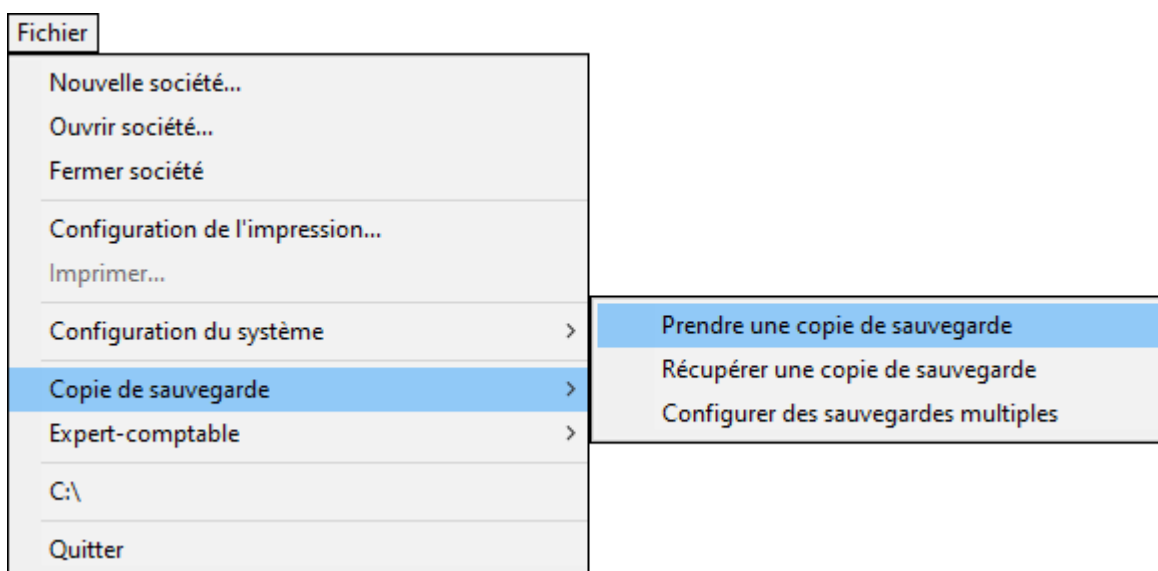 Fichier
Nouvelle société...
Ouvrir société...
Fermer société
Configuration de l'impression...
Imprimer...
Configuration du système
Copie de sauvegarde
Expert-comptable
C:\
Quitter
Prendre une copie de sauvegarde
Récupérer une copie de sauvegarde
Configurer des sauvegardes multiples